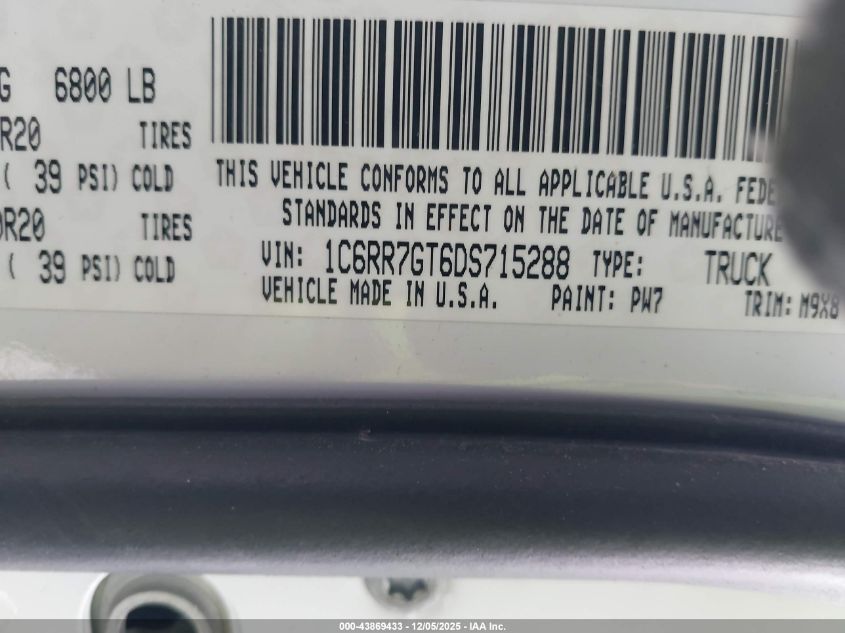 G 6800 LB
R20 TIRES
( 39 PSI) COLD
0R20 TIRES
( 39 PSI) COLD
THIS VEHICLE CONFORMS TO ALL APPLICABLE U.S.A. FEDE
STANDARDS IN EFFECT ON THE DATE OF MANUFACTURE
VIN: 1C6RR7GT6DS715288 TYPE: TRUCK
VEHICLE MADE IN U.S.A. PAINT: PW7 TRIM: M9X8
000-43869433 - 12/05/2025 - IAA Inc.